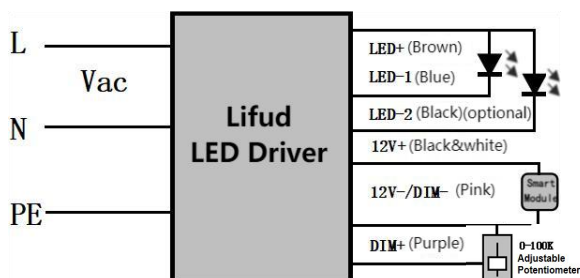 L
Vac
N
PE
Lifud
LED Driver
LED+ (Brown)
LED-1 (Blue)
LED-2 (Black)(optional)
12V+ (Black&white)
12V-/DIM- (Pink)
DIM+ (Purple)
Smart
Module
0-100K
Adjustable
Potentiometer